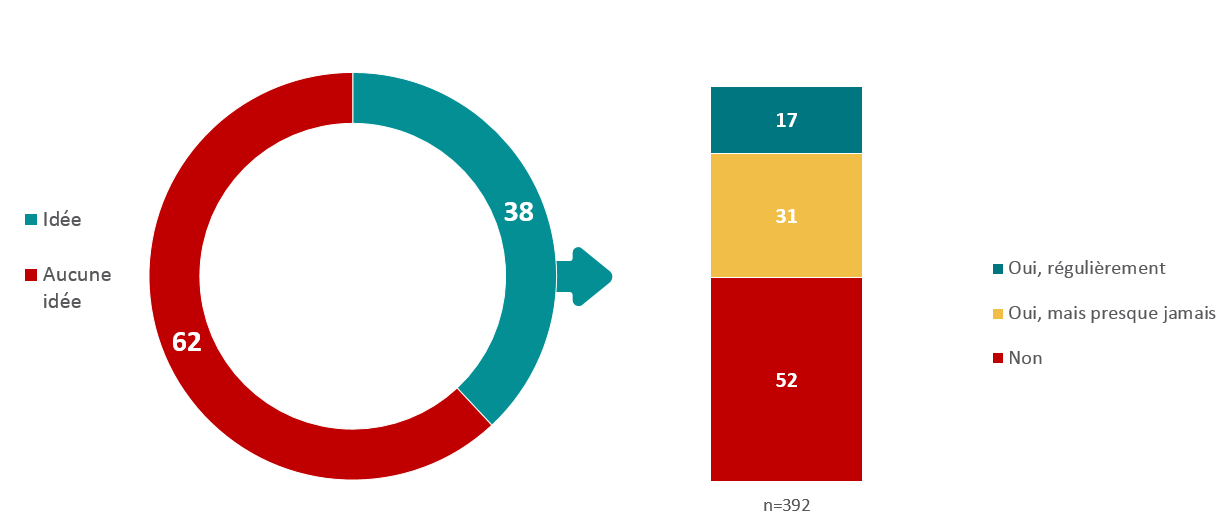 Idée
Aucune
idée
38
62
17
31
52
n=392
Oui, régulièrement
Oui, mais presque jamais
Non